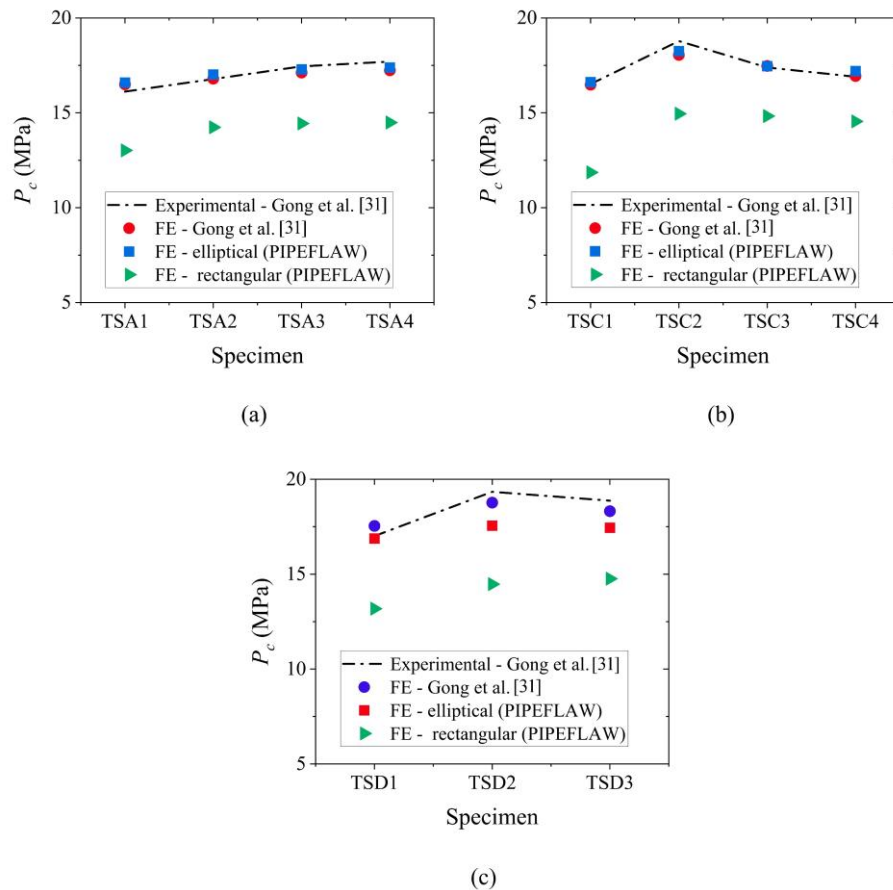 20
15
10
5
P_c (MPa)
Experimental - Gong et al. [31]
FE - Gong et al. [31]
FE - elliptical (PIPEFLAW)
FE - rectangular (PIPEFLAW)
TSA1 TSA2 TSA3 TSA4
Specimen
(a)
20
15
10
5
P_c (MPa)
Experimental - Gong et al. [31]
FE - Gong et al. [31]
FE - elliptical (PIPEFLAW)
FE - rectangular (PIPEFLAW)
TSC1 TSC2 TSC3 TSC4
Specimen
(b)
20
15
10
5
P_c (MPa)
Experimental - Gong et al. [31]
FE - Gong et al. [31]
FE - elliptical (PIPEFLAW)
FE - rectangular (PIPEFLAW)
TSD1 TSD2 TSD3
Specimen
(c)